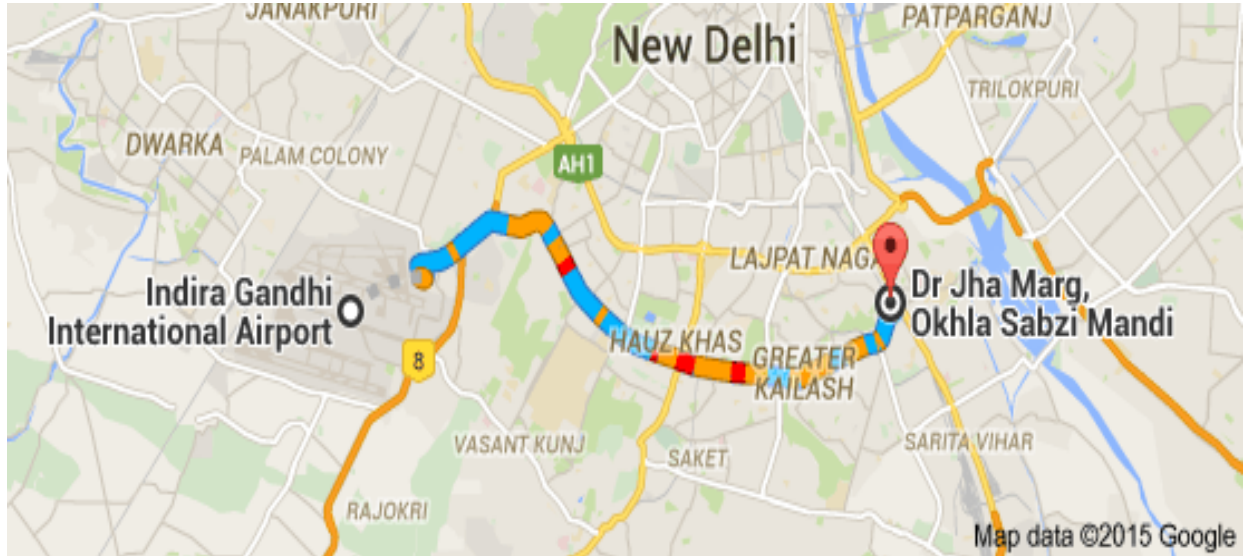 JANAKPURI
New Delhi
PATPARGANJ
TRILOKPURI
DWARKA
PALAM COLONY
AH1
LAJPAT NAGA
Indira Gandhi
International Airport
Dr Jha Marg,
Okhla Sabzi Mandi
HAUZ KHAS
GREATER
KAILASH
8
VASANT KUNJ
SAKET
SARITA VIHAR
RAJOKRI
Map data ©2015 Google